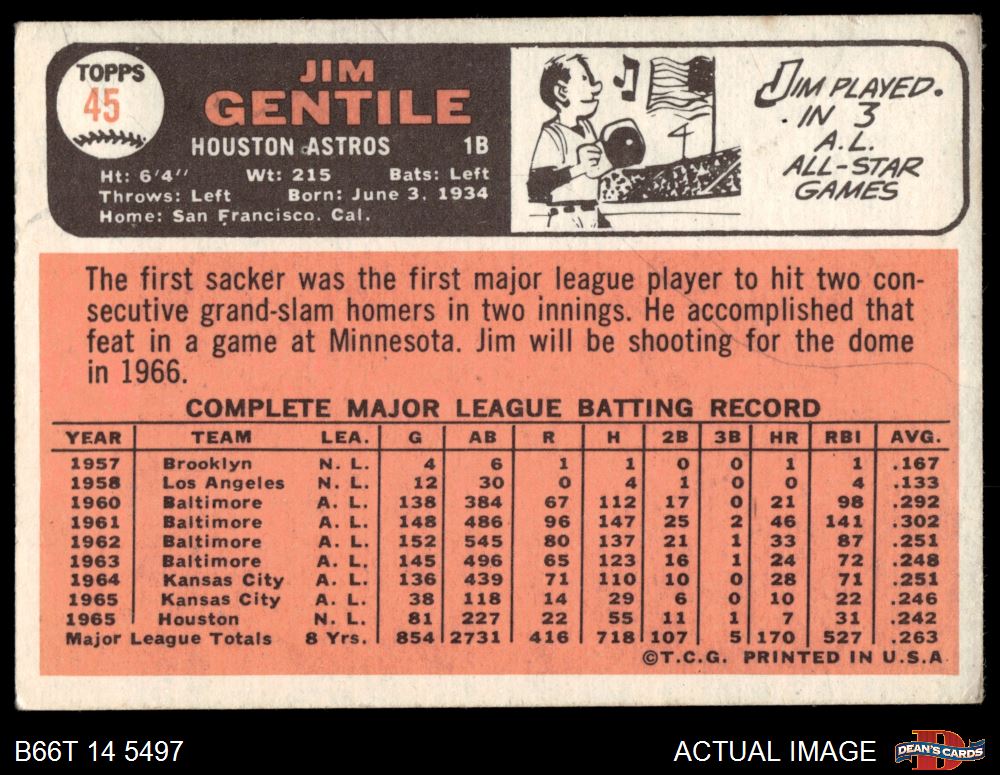 TOPPS
45
JIM
GENTILE
HOUSTON ASTROS 1B
Ht: 6'4" Wt: 215 Bats: Left
Throws: Left Born: June 3, 1934
Home: San Francisco, Cal.
JIM PLAYED
IN 3
A.L.
ALL-STAR
GAMES
The first sacker was the first major league player to hit two con-
secutive grand-slam homers in two innings. He accomplished that
feat in a game at Minnesota. Jim will be shooting for the dome
in 1966.
COMPLETE MAJOR LEAGUE BATTING RECORD
YEAR TEAM LEA. G AB R H 2B 3B HR RBI AVG.
1957 Brooklyn N. L. 4 6 1 1 0 0 1 1 .167
1958 Los Angeles N. L. 12 30 0 4 1 0 0 4 .133
1960 Baltimore A. L. 138 384 67 112 17 0 21 98 .292
1961 Baltimore A. L. 148 486 96 147 25 2 46 141 .302
1962 Baltimore A. L. 152 545 80 137 21 1 33 87 .251
1963 Baltimore A. L. 145 496 65 123 16 1 24 72 .248
1964 Kansas City A. L. 136 439 71 110 10 0 28 71 .251
1965 Kansas City A. L. 38 118 14 29 6 0 10 22 .246
1965 Houston N. L. 81 227 22 55 11 1 7 31 .242
Major League Totals 8 Yrs. 854 2731 416 718 107 5 170 527 .263
©T.C.G. PRINTED IN U.S.A
B66T 14 5497 ACTUAL IMAGE DEAN'S CARDS